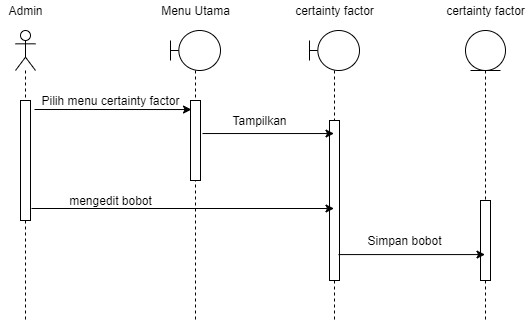 Admin
Menu Utama
certainty factor
certainty factor
Pilih menu certainty factor
Tampilkan
mengedit bobot
Simpan bobot